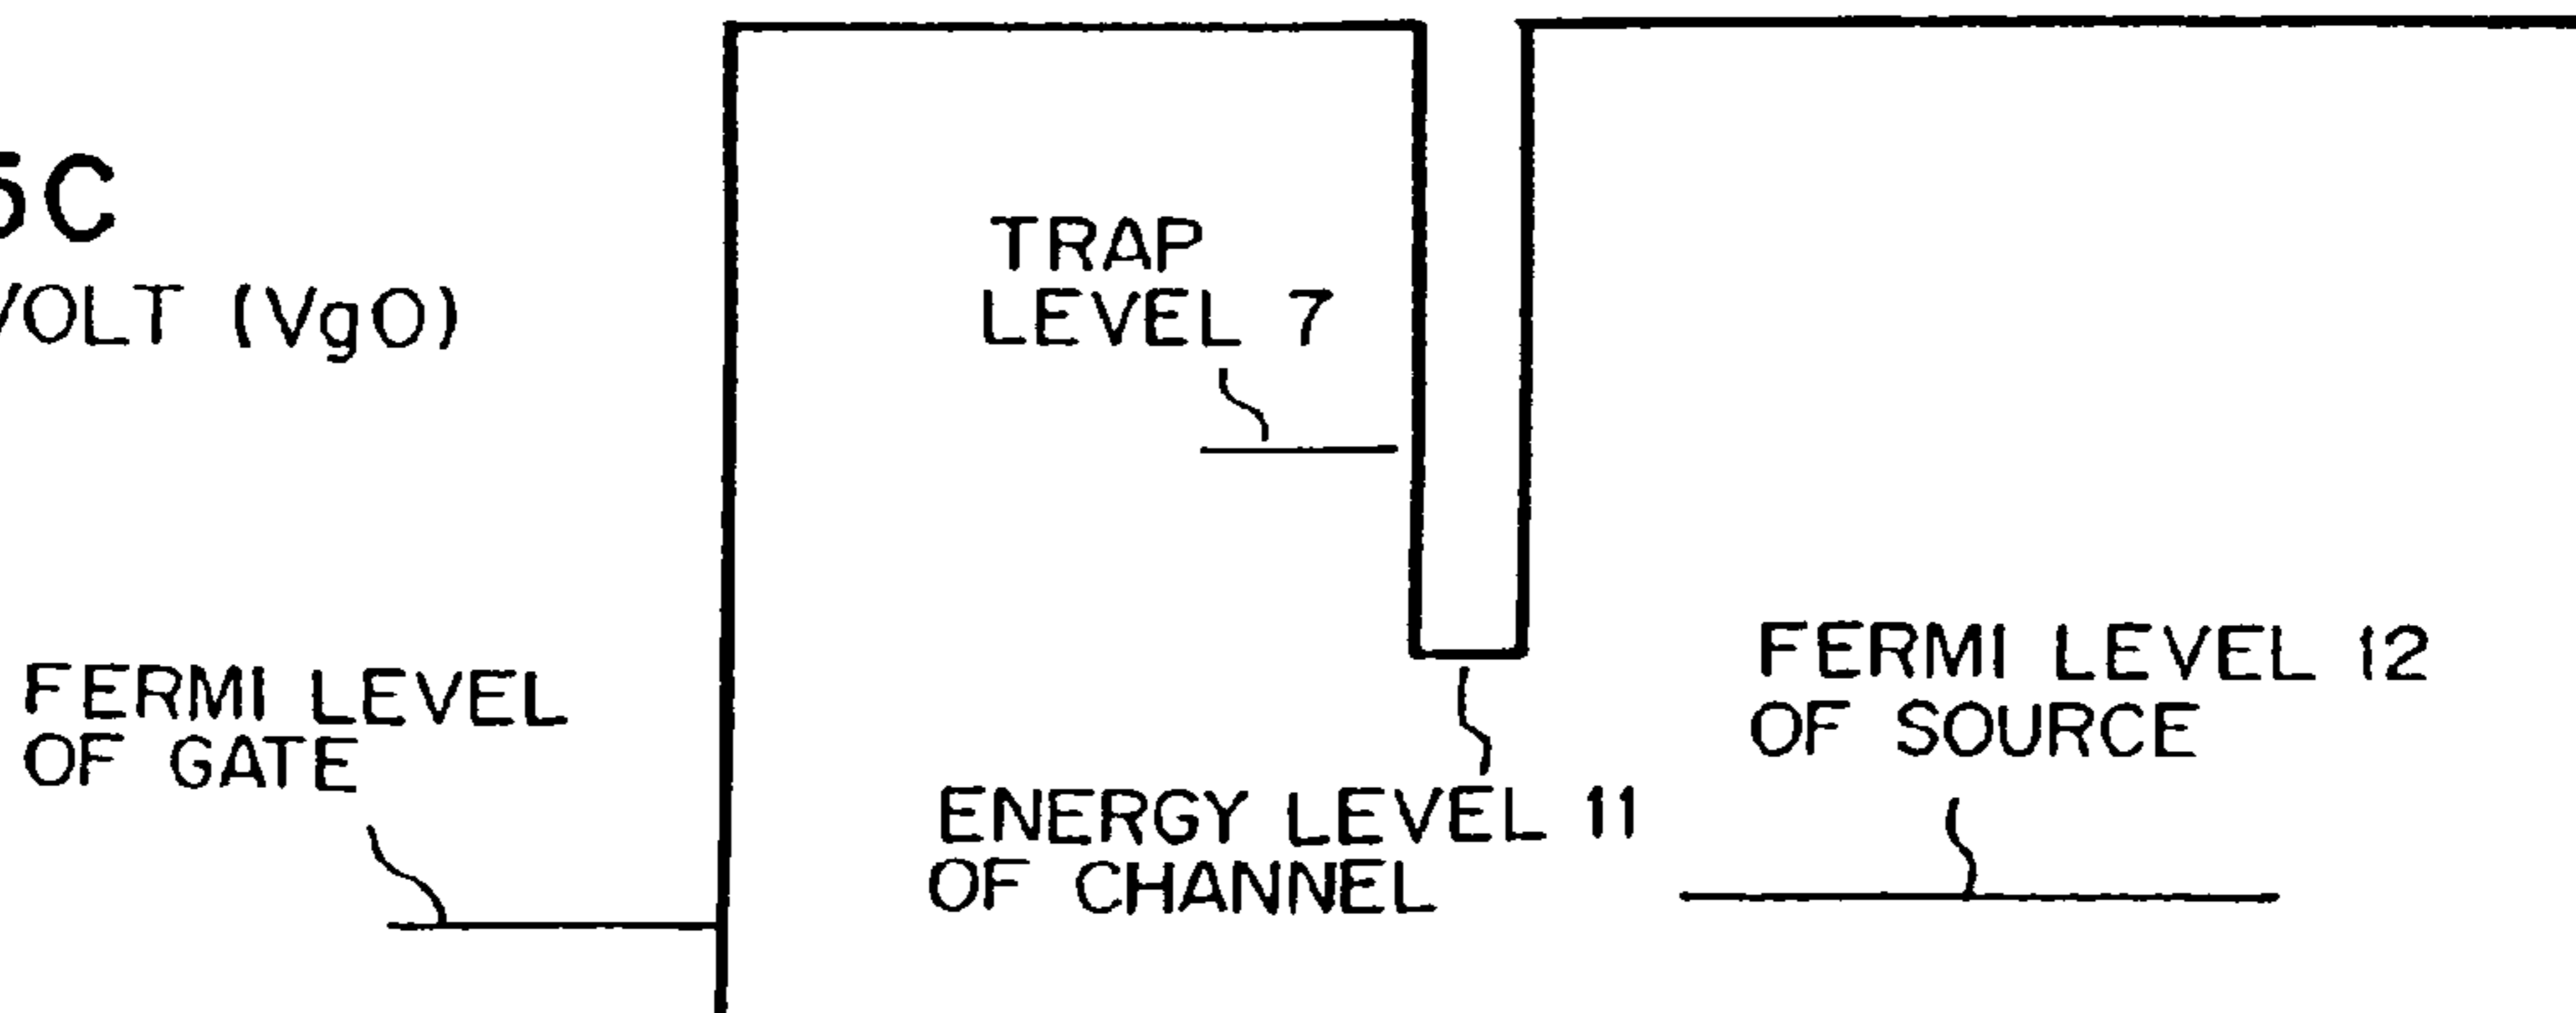 5C
VOLT (VgO)
TRAP
LEVEL 7
FERMI LEVEL
OF GATE
ENERGY LEVEL 11
OF CHANNEL
FERMI LEVEL 12
OF SOURCE